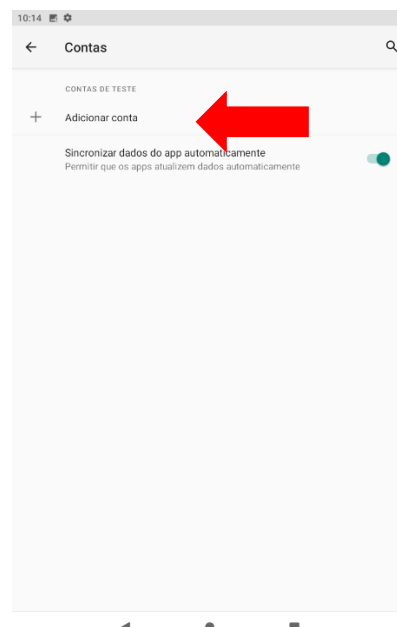 10:14
Contas
CONTAS DE TESTE
Adicionar conta
Sincronizar dados do app automaticamente
Permitir que os apps atualizem dados automaticamente